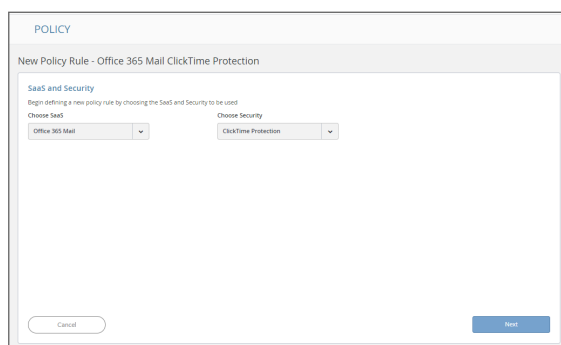 POLICY
New Policy Rule - Office 365 Mail ClickTime Protection
SaaS and Security
Begin defining a new policy rule by choosing the SaaS and Security to be used
Choose SaaS
Choose Security
Office 365 Mail
ClickTime Protection
Cancel
Next